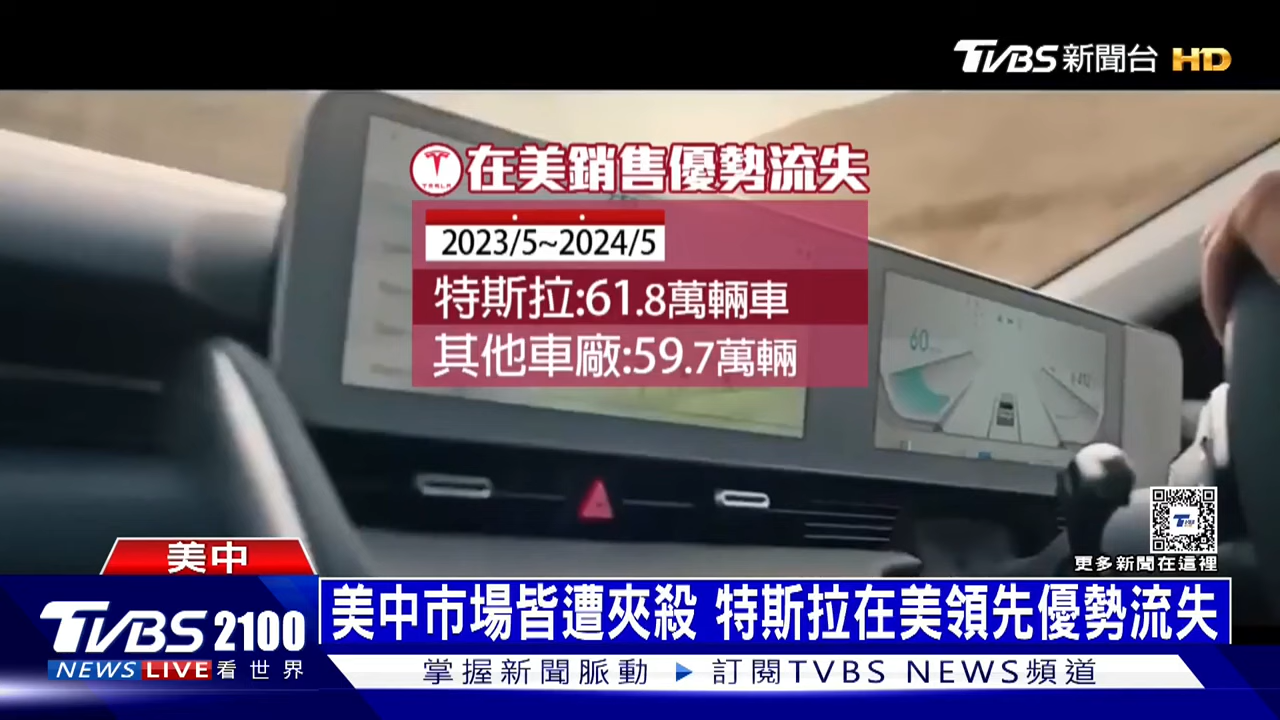 TVBS新聞台 HD
TESLA 在美銷售優勢流失
2023/5~2024/5
特斯拉:61.8萬輛車
其他車廠:59.7萬輛
60
TVBS
更多新聞在這裡
美中
美中市場皆遭夾殺 特斯拉在美領先優勢流失
TVBS 2100
NEWS LIVE 看世界
掌握新聞脈動 ▶ 訂閱TVBS NEWS頻道